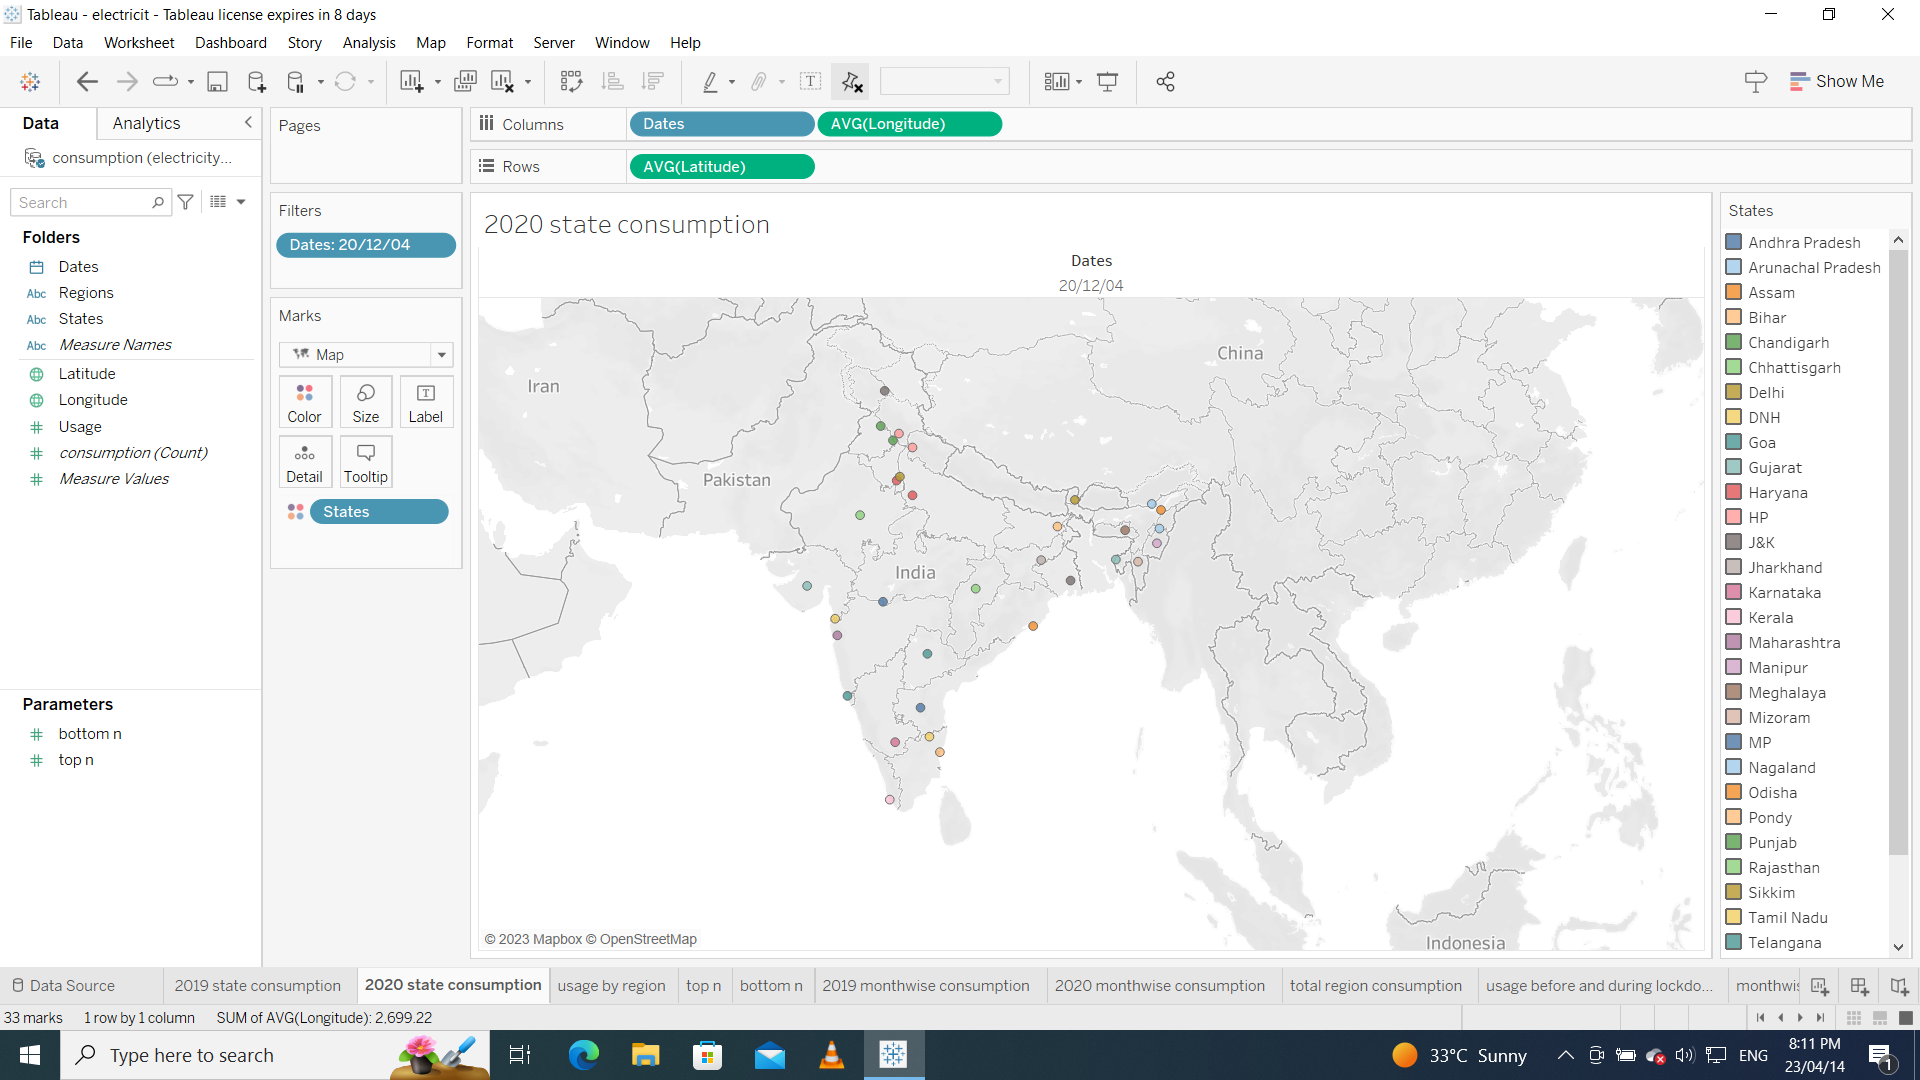 Tableau - electricit - Tableau license expires in 8 days
File Data Worksheet Dashboard Story Analysis Map Format Server Window Help
Show Me
Data Analytics
consumption (electricity...
Search
Folders
Dates
Abc Regions
Abc States
Abc Measure Names
Latitude
Longitude
Usage
consumption (Count)
Measure Values
Parameters
bottom n
top n
Pages
Filters
Dates: 20/12/04
Marks
Map
Color Size Label
Detail Tooltip
States
Columns Dates AVG(Longitude)
Rows AVG(Latitude)
2020 state consumption
Dates
20/12/04
China
Iran
Pakistan
India
Indonesia
© 2023 Mapbox © OpenStreetMap
States
Andhra Pradesh
Arunachal Pradesh
Assam
Bihar
Chandigarh
Chhattisgarh
Delhi
DNH
Goa
Gujarat
Haryana
HP
J&K
Jharkhand
Karnataka
Kerala
Maharashtra
Manipur
Meghalaya
Mizoram
MP
Nagaland
Odisha
Pondy
Punjab
Rajasthan
Sikkim
Tamil Nadu
Telangana
Data Source 2019 state consumption 2020 state consumption usage by region top n bottom n 2019 monthwise consumption 2020 monthwise consumption total region consumption usage before and during lockdo... monthwis
33 marks 1 row by 1 column SUM of AVG(Longitude): 2,699.22
Type here to search
33°C Sunny
ENG
8:11 PM
23/04/14
1